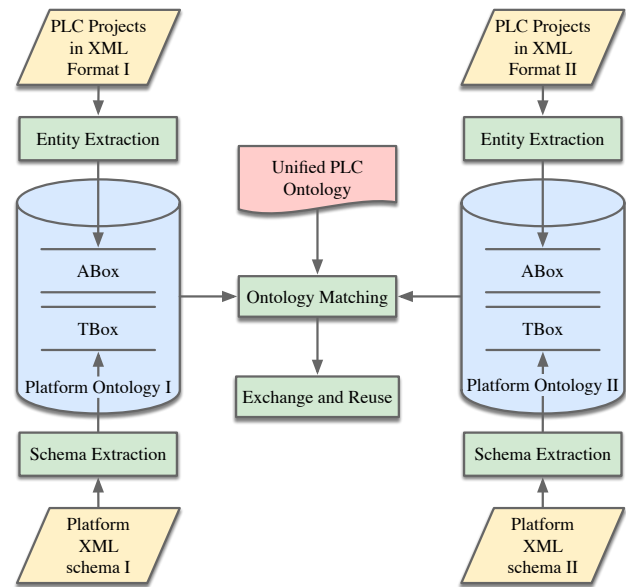 PLC Projects
in XML
Format I
Entity Extraction
ABox
TBox
Platform Ontology I
Schema Extraction
Platform
XML
schema I
Unified PLC
Ontology
Ontology Matching
Exchange and Reuse
PLC Projects
in XML
Format II
Entity Extraction
ABox
TBox
Platform Ontology II
Schema Extraction
Platform
XML
schema II